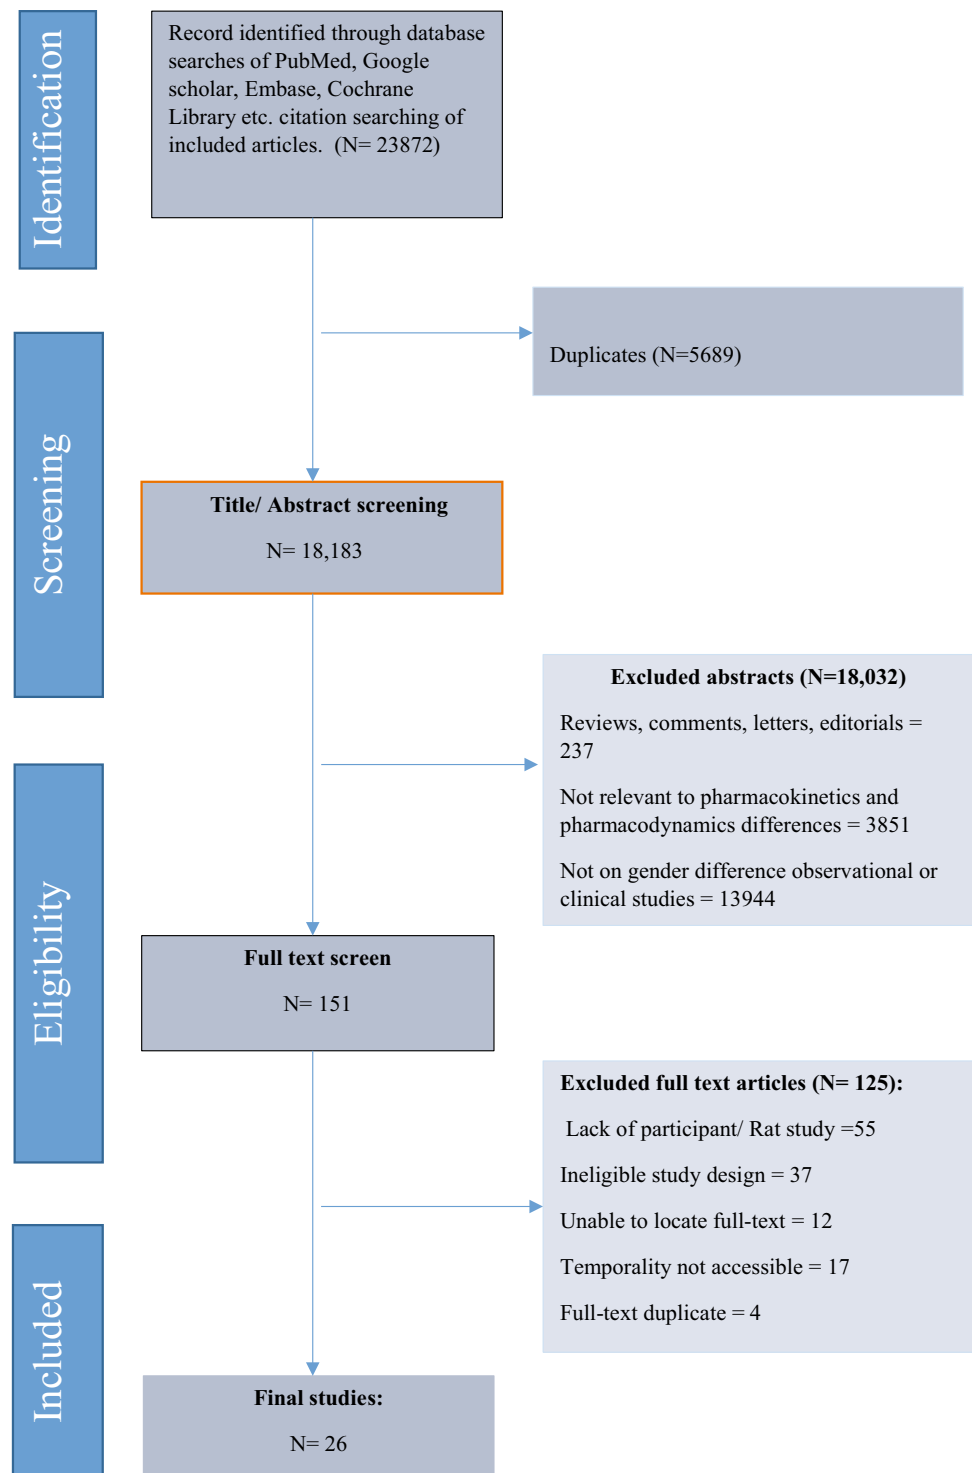 Identification
Record identified through database
searches of PubMed, Google
scholar, Embase, Cochrane
Library etc. citation searching of
included articles.  (N= 23872)
Duplicates (N=5689)
Screening
Title/ Abstract screening
N= 18,183
Excluded abstracts (N=18,032)
Reviews, comments, letters, editorials =
237
Not relevant to pharmacokinetics and
pharmacodynamics differences = 3851
Not on gender difference observational or
clinical studies = 13944
Eligibility
Full text screen
N= 151
Excluded full text articles (N= 125):
Lack of participant/ Rat study =55
Ineligible study design = 37
Unable to locate full-text = 12
Temporality not accessible = 17
Full-text duplicate = 4
Included
Final studies:
N= 26